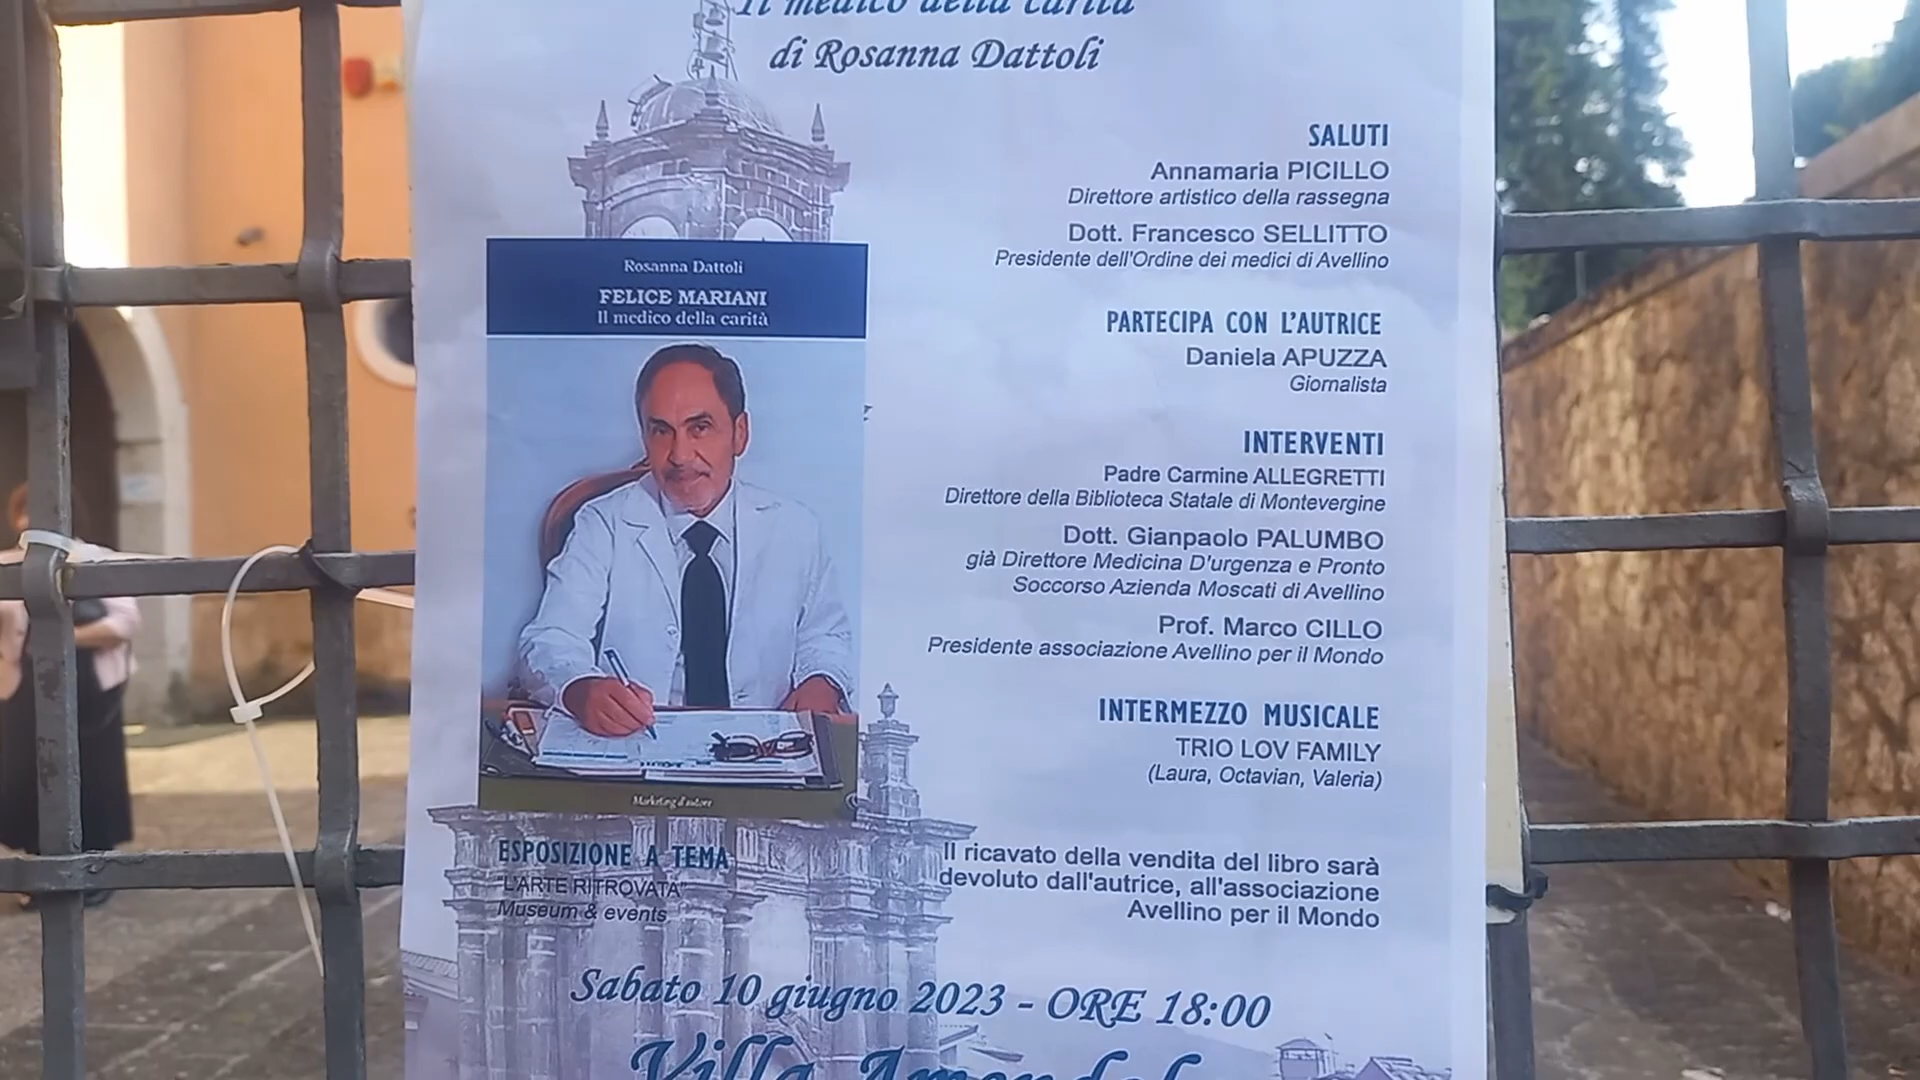 Il medico della carità
di Rosanna Dattoli
SALUTI
Annamaria PICILLO
Direttore artistico della rassegna
Dott. Francesco SELLITTO
Presidente dell'Ordine dei medici di Avellino
PARTECIPA CON L'AUTRICE
Daniela APUZZA
Giornalista
INTERVENTI
Padre Carmine ALLEGRETTI
Direttore della Biblioteca Statale di Montevergine
Dott. Gianpaolo PALUMBO
già Direttore Medicina D'urgenza e Pronto
Soccorso Azienda Moscati di Avellino
Prof. Marco CILLO
Presidente associazione Avellino per il Mondo
INTERMEZZO MUSICALE
TRIO LOV FAMILY
(Laura, Octavian, Valeria)
Il ricavato della vendita del libro sarà
devoluto dall'autrice, all'associazione
Avellino per il Mondo
Rosanna Dattoli
FELICE MARIANI
Il medico della carità
Marketing d'autore
ESPOSIZIONE A TEMA
"L'ARTE RITROVATA"
Museum & events
Sabato 10 giugno 2023 - ORE 18:00
Villa